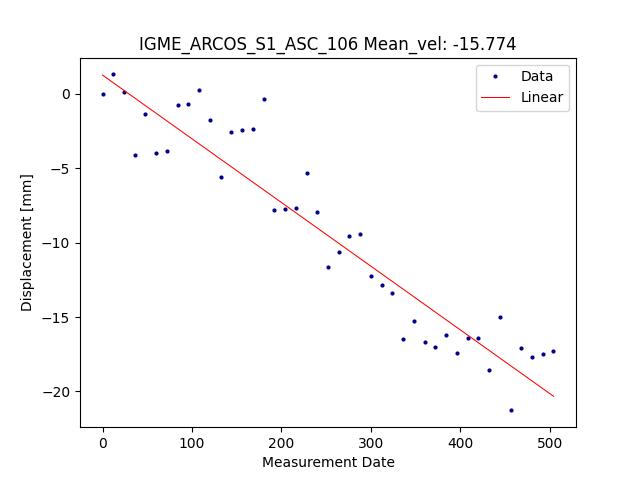 IGME_ARCOS_S1_ASC_106 Mean_vel: -15.774
Data
Linear
0
−5
−10
−15
−20
Displacement [mm]
0 100 200 300 400 500
Measurement Date